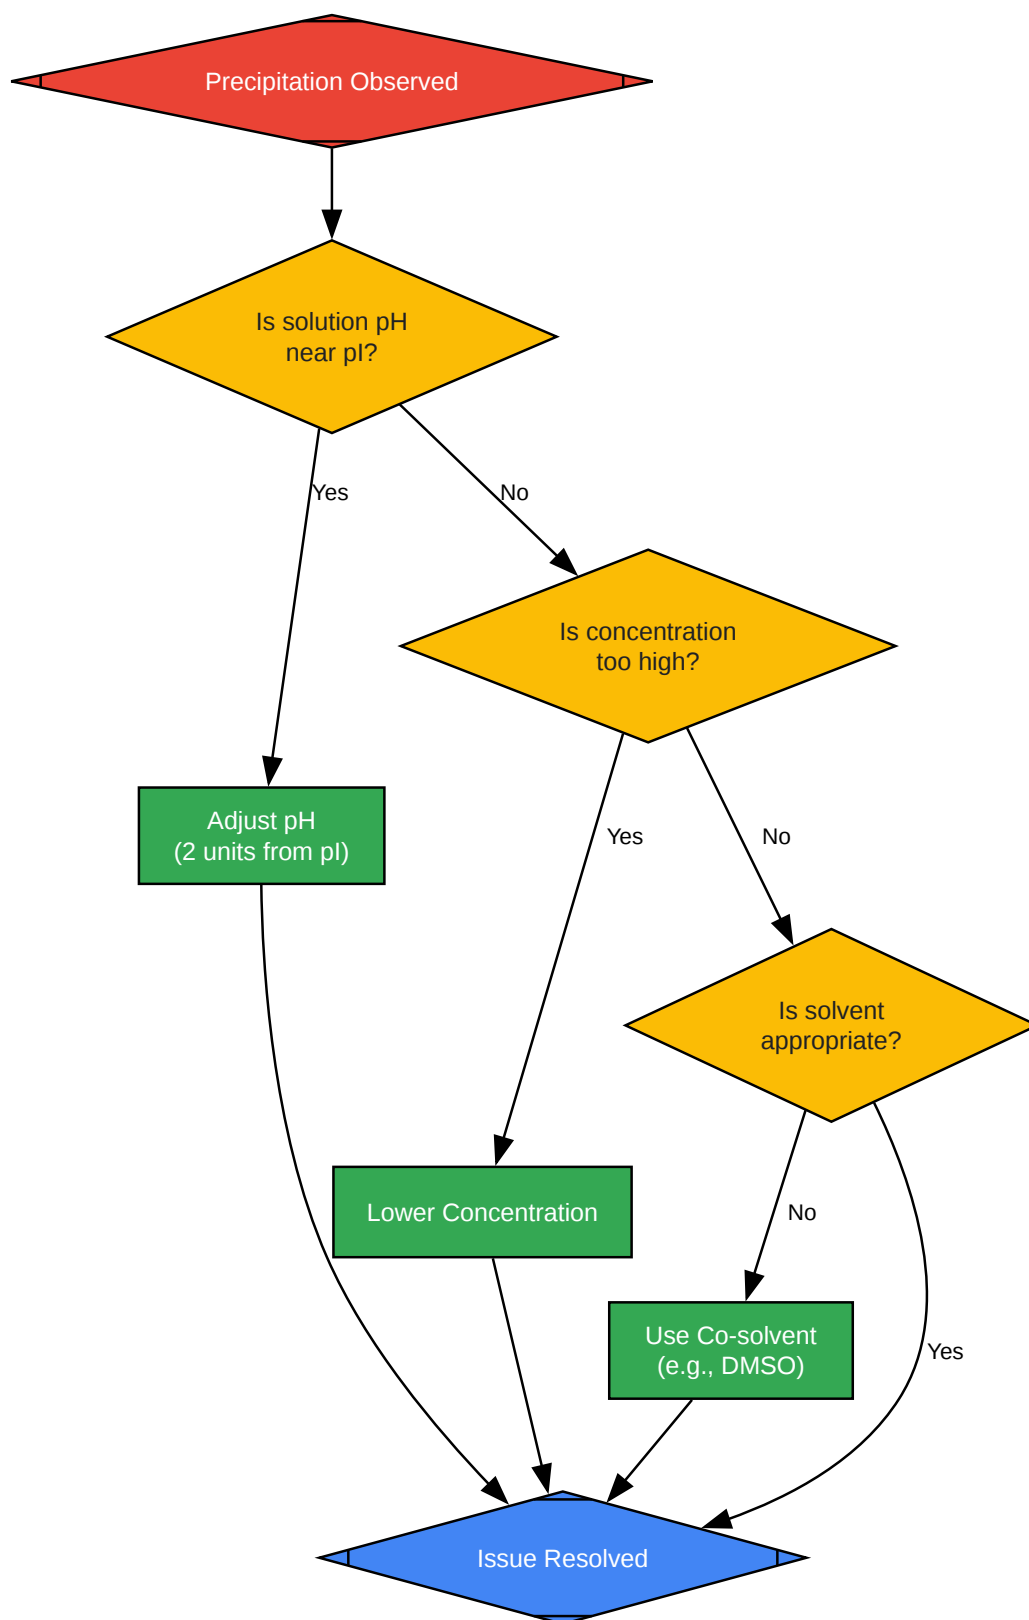 Precipitation Observed
Is solution pH
near pI?
Yes
No
Is concentration
too high?
Adjust pH
(2 units from pI)
Yes
No
Is solvent
appropriate?
Lower Concentration
No
Use Co-solvent
(e.g., DMSO)
Yes
Issue Resolved